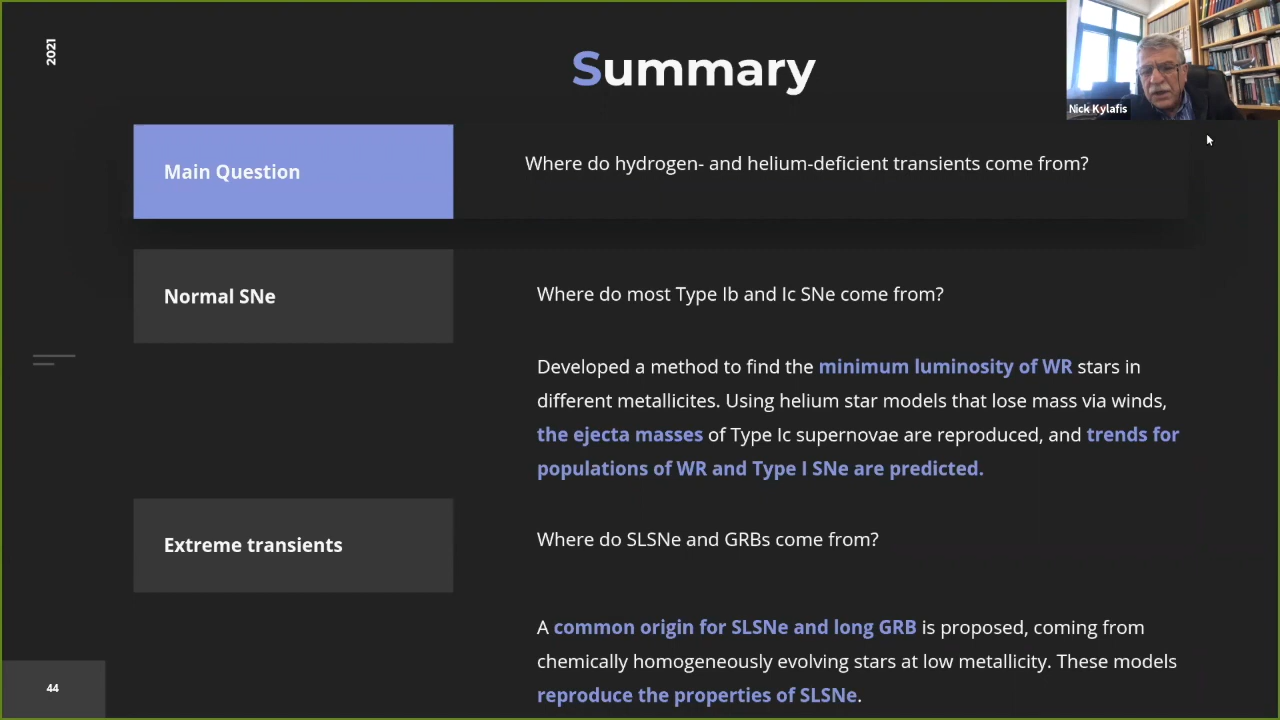 2021
Summary
Nick Kylafis
Main Question
Where do hydrogen- and helium-deficient transients come from?
Normal SNe
Where do most Type Ib and Ic SNe come from?
Developed a method to find the minimum luminosity of WR stars in
different metallicites. Using helium star models that lose mass via winds,
the ejecta masses of Type Ic supernovae are reproduced, and trends for
populations of WR and Type I SNe are predicted.
Extreme transients
Where do SLSNe and GRBs come from?
A common origin for SLSNe and long GRB is proposed, coming from
chemically homogeneously evolving stars at low metallicity. These models
reproduce the properties of SLSNe.
44